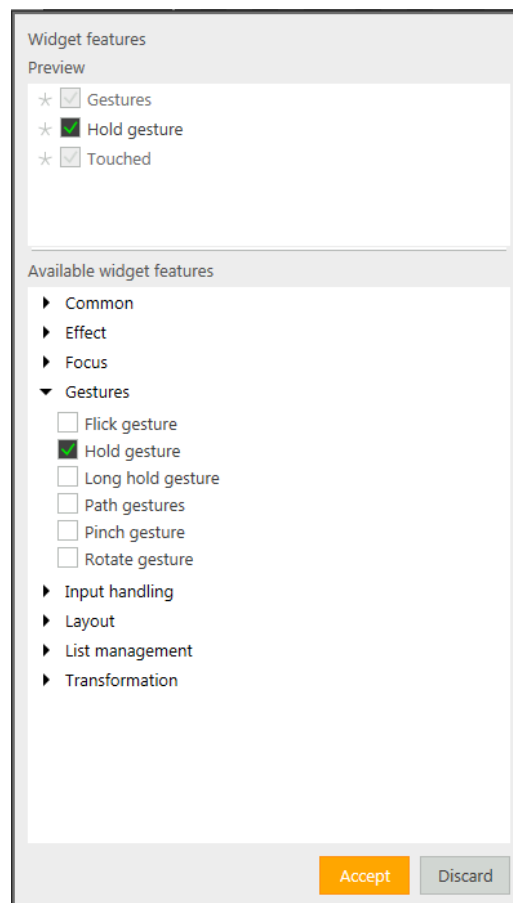 Widget features
Preview
Gestures
Hold gesture
Touched
Available widget features
Common
Effect
Focus
Gestures
Flick gesture
Hold gesture
Long hold gesture
Path gestures
Pinch gesture
Rotate gesture
Input handling
Layout
List management
Transformation
Accept Discard